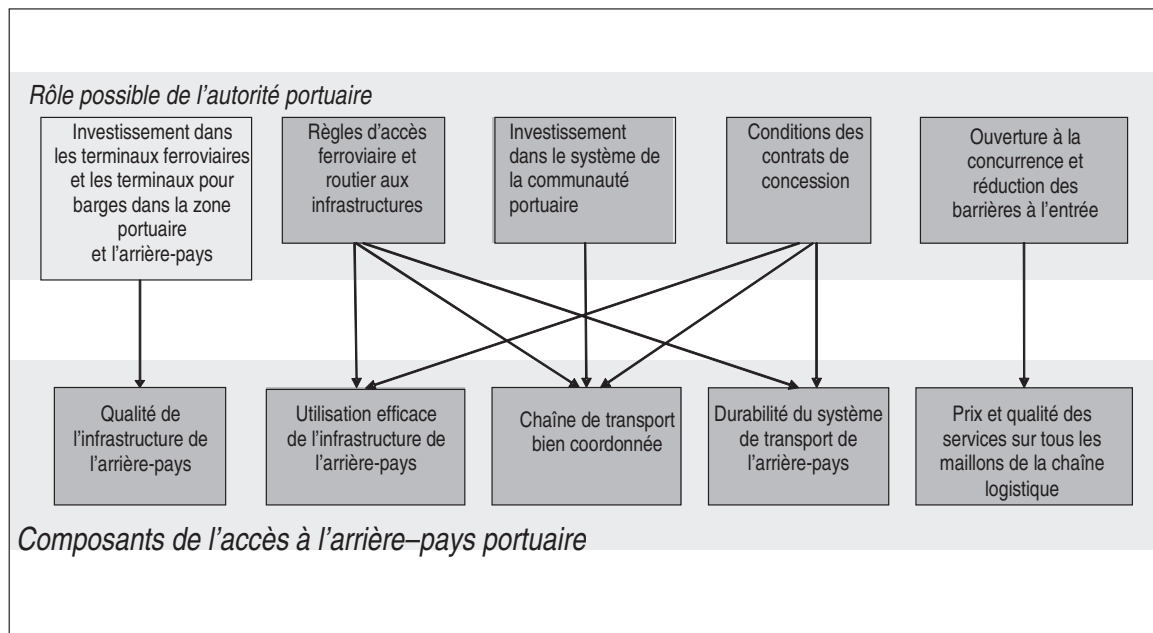 Rôle possible de l'autorité portuaire
Investissement dans
les terminaux ferroviaires
et les terminaux pour
barges dans la zone
portuaire
et l'arrière-pays
Règles d'accès
ferroviaire et
routier aux
infrastructures
Investissement
dans le système de
la communauté
portuaire
Conditions des
contrats de
concession
Ouverture à la
concurrence et
réduction des
barrières à l'entrée
Qualité de
l'infrastructure de
l'arrière-pays
Utilisation efficace
de l'infrastructure de
l'arrière-pays
Chaîne de transport
bien coordonnée
Durabilité du système
de transport de
l'arrière-pays
Prix et qualité des
services sur tous les
maillons de la chaîne
logistique
Composants de l'accès à l'arrière–pays portuaire